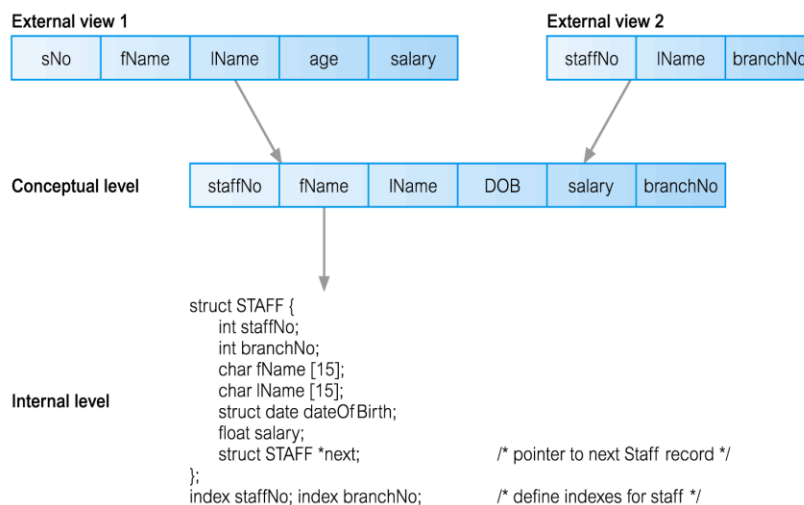 External view 1
External view 2
sNo fName lName age salary
staffNo lName branchNo
Conceptual level
staffNo fName lName DOB salary branchNo
Internal level
struct STAFF {
int staffNo;
int branchNo;
char fName [15];
char lName [15];
struct date dateOfBirth;
float salary;
struct STAFF *next; /* pointer to next Staff record */
};
index staffNo; index branchNo; /* define indexes for staff */